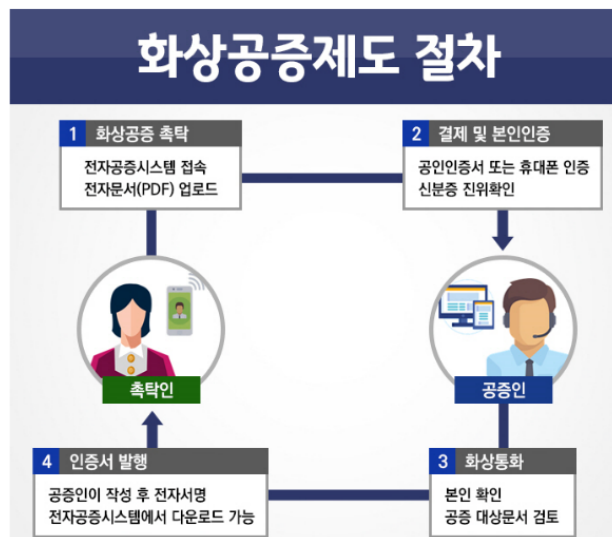 화상공증제도 절차
1 화상공증 촉탁
전자공증시스템 접속
전자문서(PDF) 업로드
2 결제 및 본인인증
공인인증서 또는 휴대폰 인증
신분증 진위확인
촉탁인
공증인
4 인증서 발행
공증인이 작성 후 전자서명
전자공증시스템에서 다운로드 가능
3 화상통화
본인 확인
공증 대상문서 검토